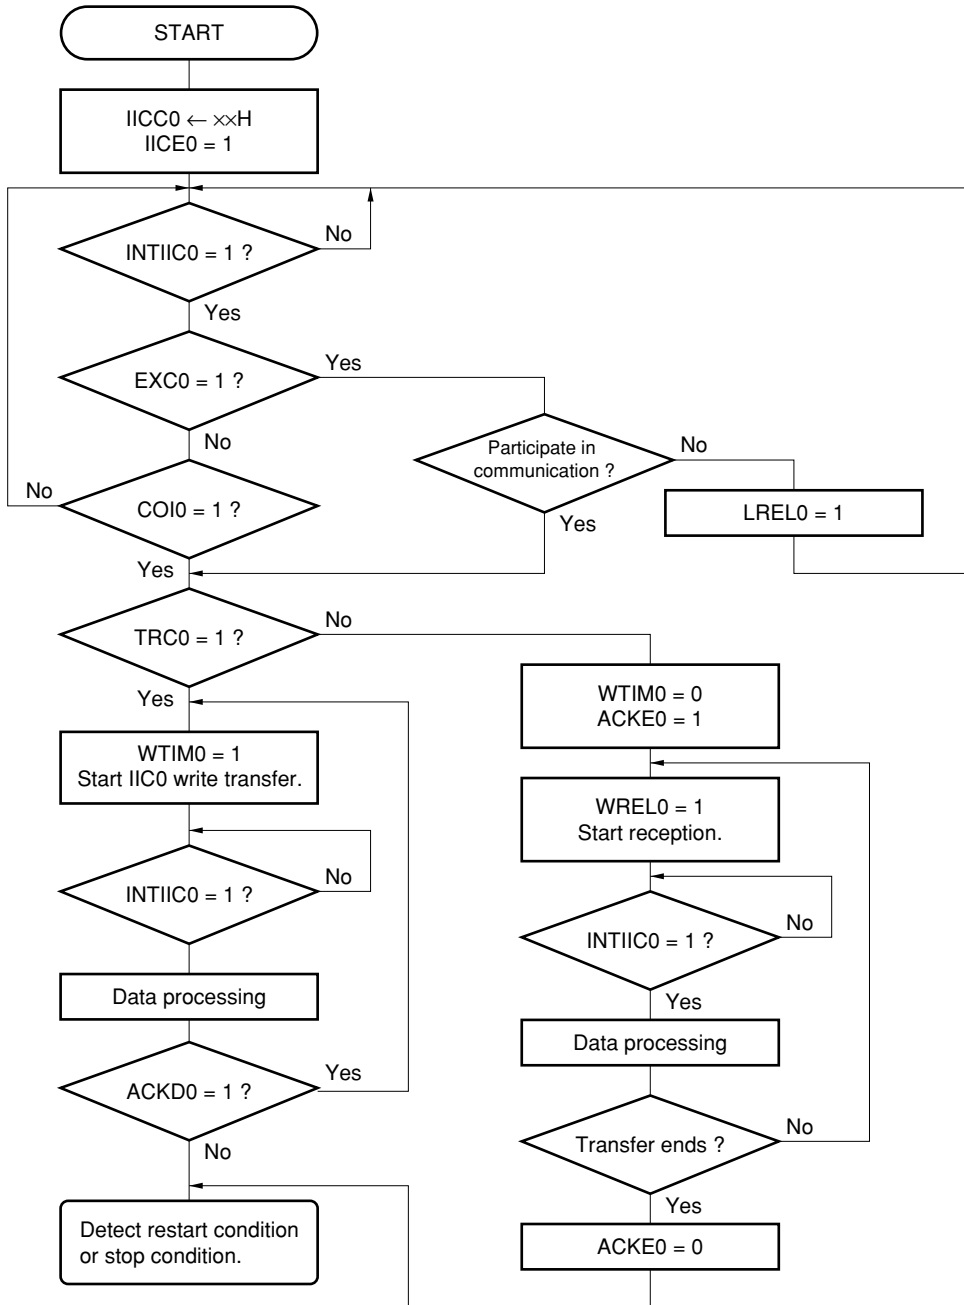 START
IICC0 ← ××H
IICE0 = 1
INTIIC0 = 1 ?
No
Yes
EXC0 = 1 ?
Yes
No
Participate in
communication ?
No
Yes
LREL0 = 1
No
COI0 = 1 ?
Yes
TRC0 = 1 ?
No
Yes
WTIM0 = 1
Start IIC0 write transfer.
INTIIC0 = 1 ?
No
Data processing
ACKD0 = 1 ?
Yes
No
Detect restart condition
or stop condition.
WTIM0 = 0
ACKE0 = 1
WREL0 = 1
Start reception.
INTIIC0 = 1 ?
No
Yes
Data processing
Transfer ends ?
No
Yes
ACKE0 = 0